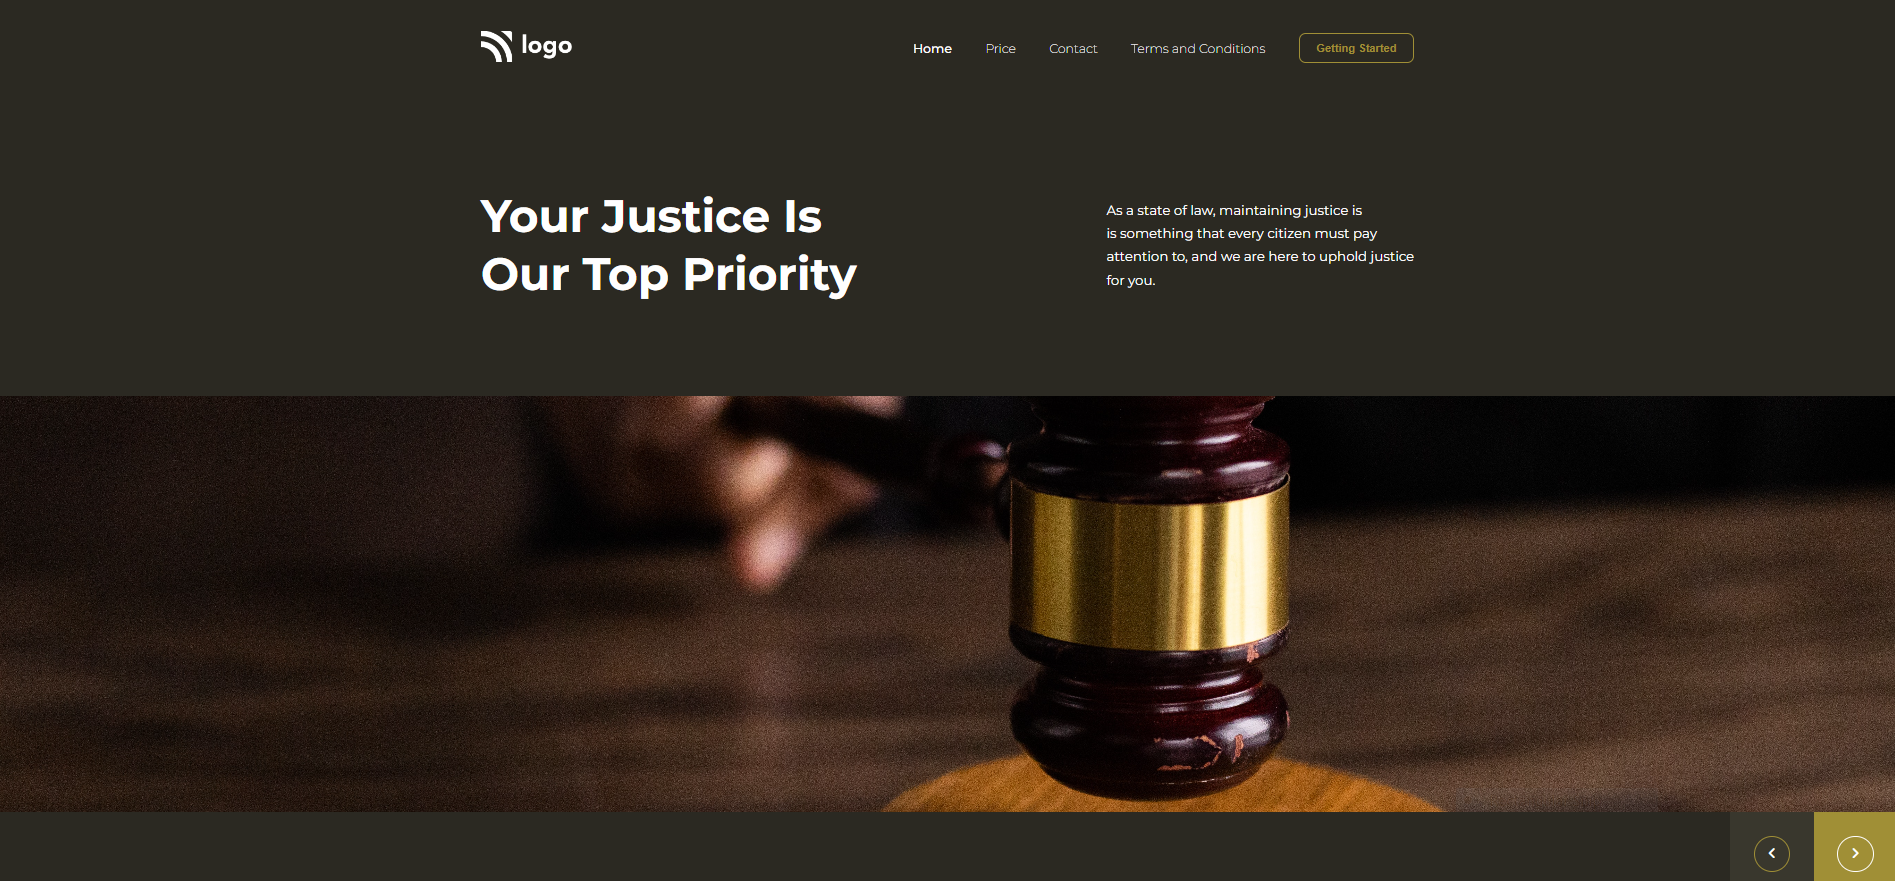 logo
Home Price Contact Terms and Conditions Getting Started
Your Justice Is
Our Top Priority
As a state of law, maintaining justice is
is something that every citizen must pay
attention to, and we are here to uphold justice
for you.